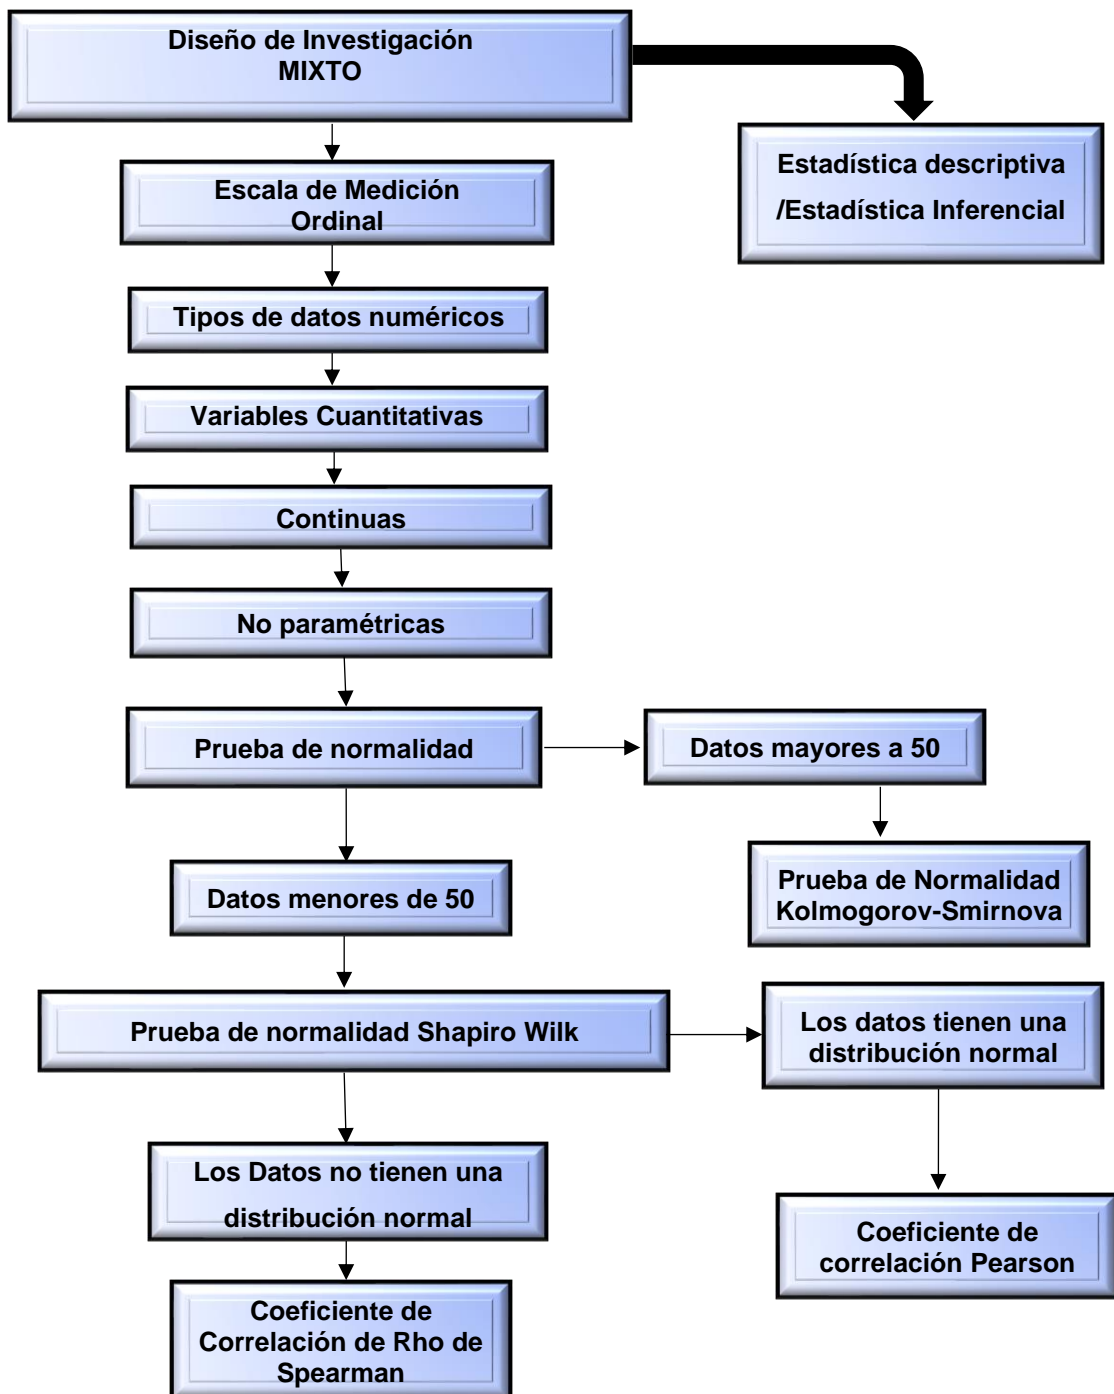 Diseño de Investigación
MIXTO
Estadística descriptiva
/Estadística Inferencial
Escala de Medición
Ordinal
Tipos de datos numéricos
Variables Cuantitativas
Continuas
No paramétricas
Prueba de normalidad
Datos mayores a 50
Prueba de Normalidad
Kolmogorov-Smirnova
Datos menores de 50
Prueba de normalidad Shapiro Wilk
Los datos tienen una
distribución normal
Los Datos no tienen una
distribución normal
Coeficiente de
correlación Pearson
Coeficiente de
Correlación de Rho de
Spearman